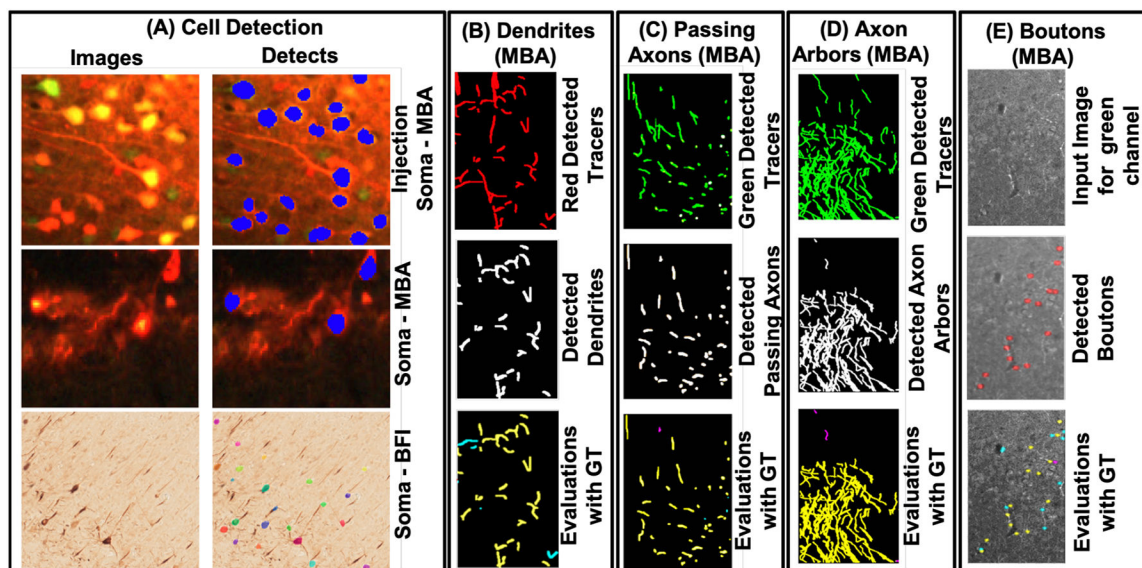 (A) Cell Detection
Images
Detects
Injection
Soma - MBA
Soma - MBA
Soma - BFI
(B) Dendrites
(MBA)
Red Detected
Tracers
Detected
Dendrites
Evaluations
with GT
(C) Passing
Axons (MBA)
Green Detected
Tracers
Detected
Passing Axons
Evaluations
with GT
(D) Axon
Arbors (MBA)
Green Detected
Tracers
Detected Axon
Arbors
Evaluations
with GT
(E) Boutons
(MBA)
Input Image
for green
channel
Detected
Boutons
Evaluations
with GT